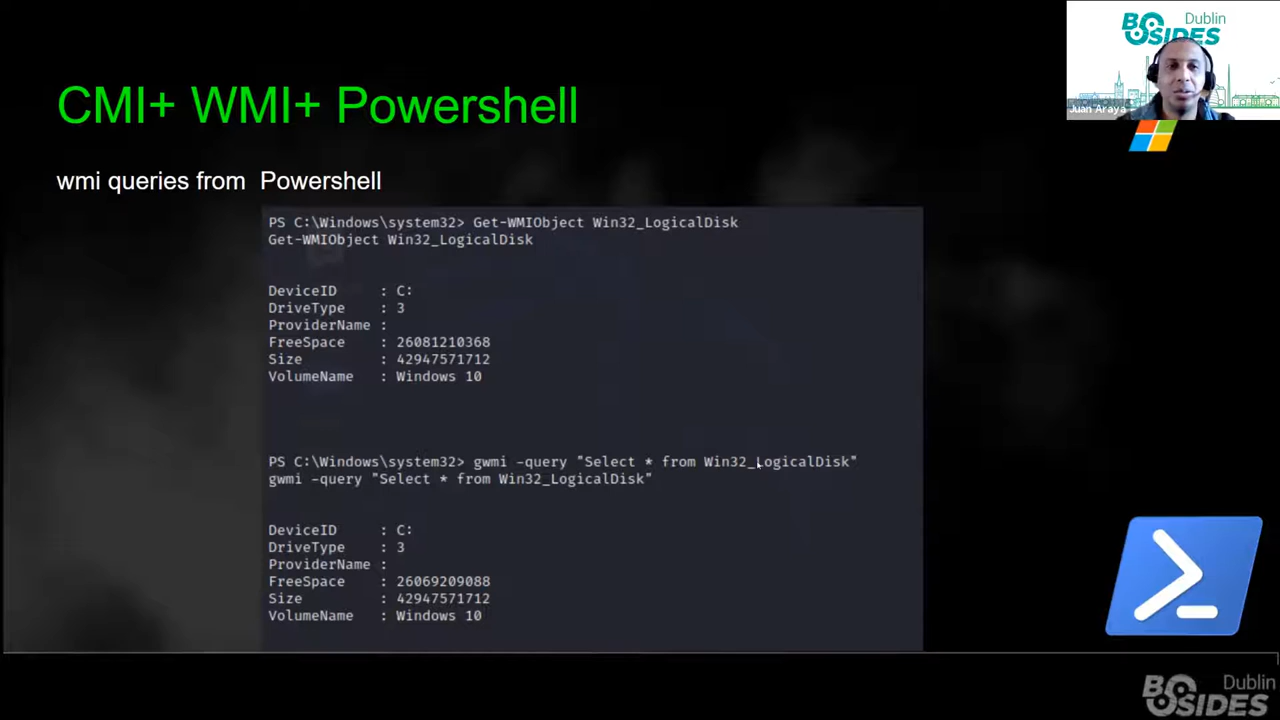 BSIDES Dublin
Juan Araya
CMI+ WMI+ Powershell
wmi queries from Powershell
PS C:\Windows\system32> Get-WMIObject Win32_LogicalDisk
Get-WMIObject Win32_LogicalDisk
DeviceID : C:
DriveType : 3
ProviderName :
FreeSpace : 26081210368
Size : 42947571712
VolumeName : Windows 10
PS C:\Windows\system32> gwmi -query "Select * from Win32_LogicalDisk"
gwmi -query "Select * from Win32_LogicalDisk"
DeviceID : C:
DriveType : 3
ProviderName :
FreeSpace : 26069209088
Size : 42947571712
VolumeName : Windows 10
BSIDES Dublin